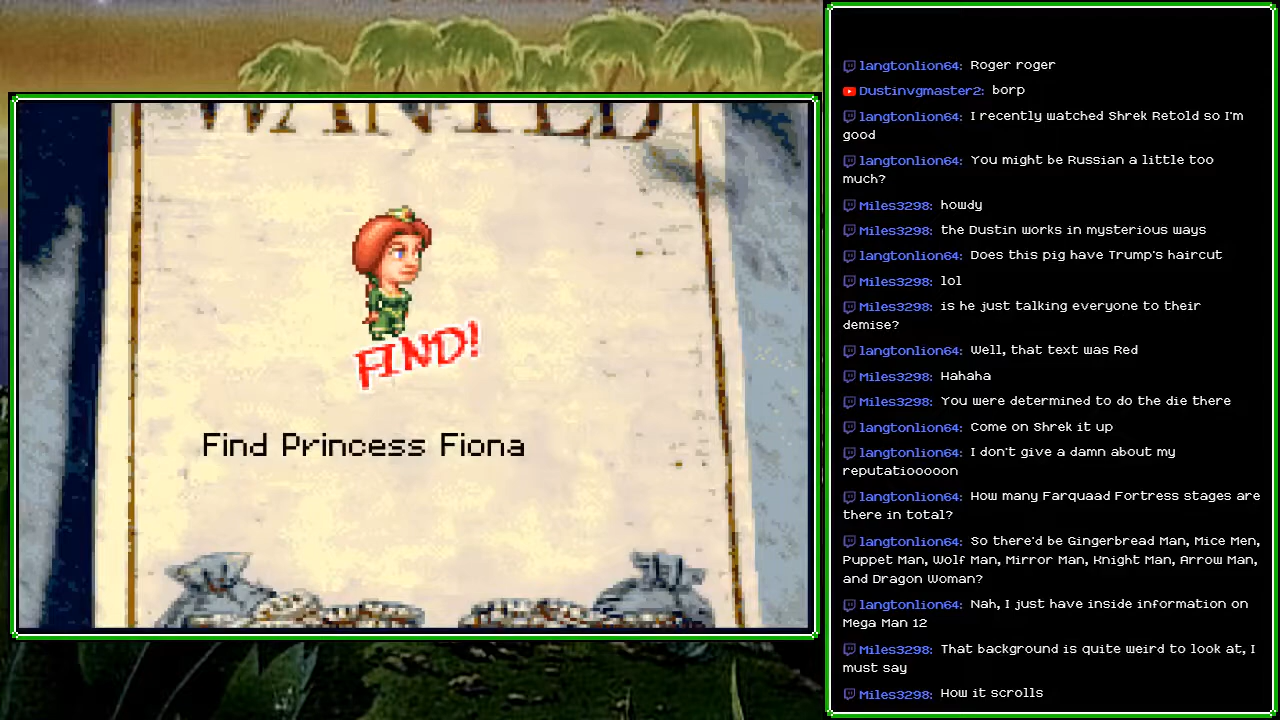 WANTED
FIND!
Find Princess Fiona
langtonlion64: Roger roger
Dustinvgmaster2: borp
langtonlion64: I recently watched Shrek Retold so I'm
good
langtonlion64: You might be Russian a little too
much?
Miles3298: howdy
Miles3298: the Dustin works in mysterious ways
langtonlion64: Does this pig have Trump's haircut
Miles3298: lol
Miles3298: is he just talking everyone to their
demise?
langtonlion64: Well, that text was Red
Miles3298: Hahaha
Miles3298: You were determined to do the die there
langtonlion64: Come on Shrek it up
langtonlion64: I don't give a damn about my
reputatiooooon
langtonlion64: How many Farquaad Fortress stages are
there in total?
langtonlion64: So there'd be Gingerbread Man, Mice Men,
Puppet Man, Wolf Man, Mirror Man, Knight Man, Arrow Man,
and Dragon Woman?
langtonlion64: Nah, I just have inside information on
Mega Man 12
Miles3298: That background is quite weird to look at, I
must say
Miles3298: How it scrolls